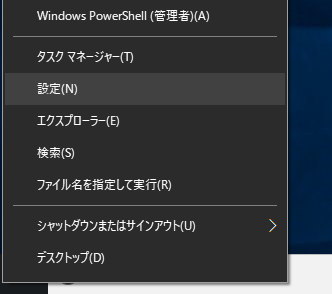 Windows PowerShell (管理者)(A)
タスク マネージャー(T)
設定(N)
エクスプローラー(E)
検索(S)
ファイル名を指定して実行(R)
シャットダウンまたはサインアウト(U)
デスクトップ(D)